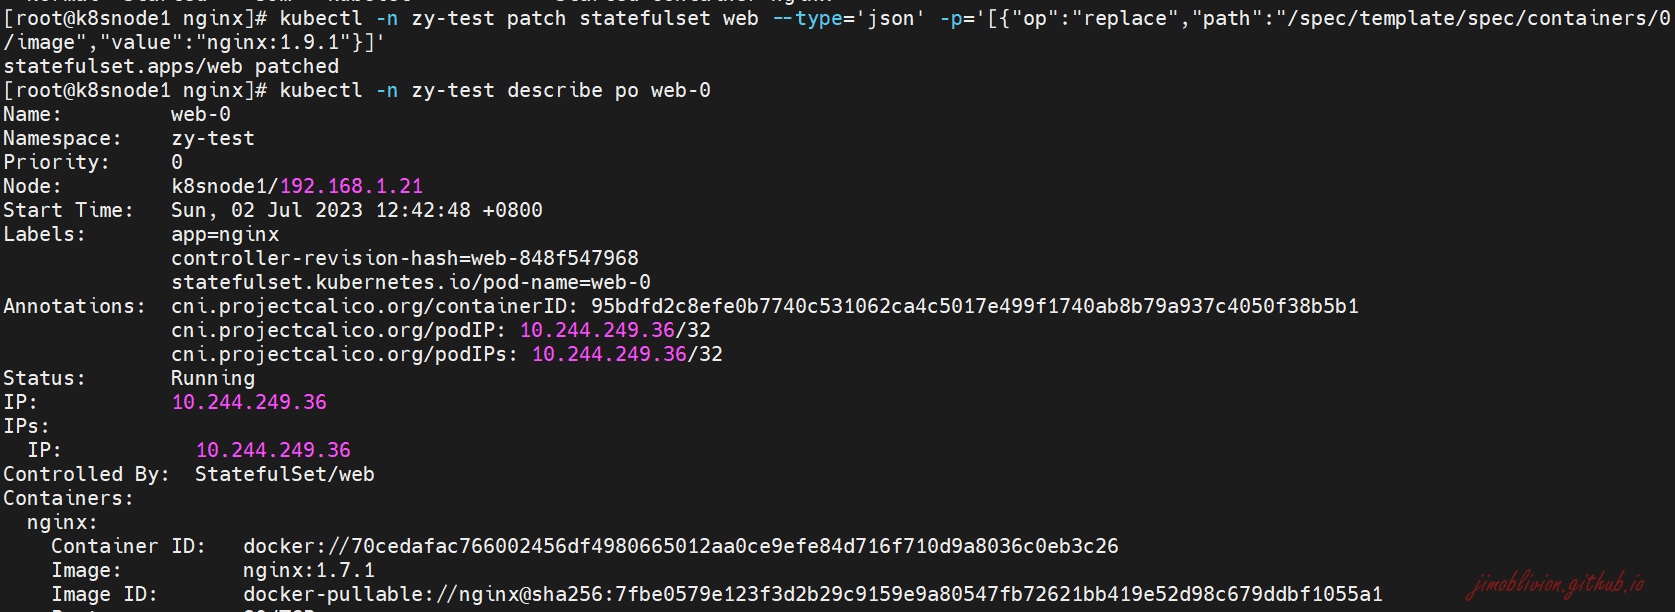 [root@k8snode1 nginx]# kubectl -n zy-test patch statefulset web --type='json' -p='[{"op":"replace","path":"/spec/template/spec/containers/0
/image","value":"nginx:1.9.1"}]'
statefulset.apps/web patched
[root@k8snode1 nginx]# kubectl -n zy-test describe po web-0
Name:         web-0
Namespace:    zy-test
Priority:     0
Node:         k8snode1/192.168.1.21
Start Time:   Sun, 02 Jul 2023 12:42:48 +0800
Labels:       app=nginx
              controller-revision-hash=web-848f547968
              statefulset.kubernetes.io/pod-name=web-0
Annotations:  cni.projectcalico.org/containerID: 95bdfd2c8efe0b7740c531062ca4c5017e499f1740ab8b79a937c4050f38b5b1
              cni.projectcalico.org/podIP: 10.244.249.36/32
              cni.projectcalico.org/podIPs: 10.244.249.36/32
Status:       Running
IP:           10.244.249.36
IPs:
  IP:           10.244.249.36
Controlled By:  StatefulSet/web
Containers:
  nginx:
    Container ID:   docker://70cedafac766002456df4980665012aa0ce9efe84d716f710d9a8036c0eb3c26
    Image:          nginx:1.7.1
    Image ID:       docker-pullable://nginx@sha256:7fbe0579e123f3d2b29c9159e9a80547fb72621bb419e52d98c679ddbf1055a1
jimoblivion.github.io